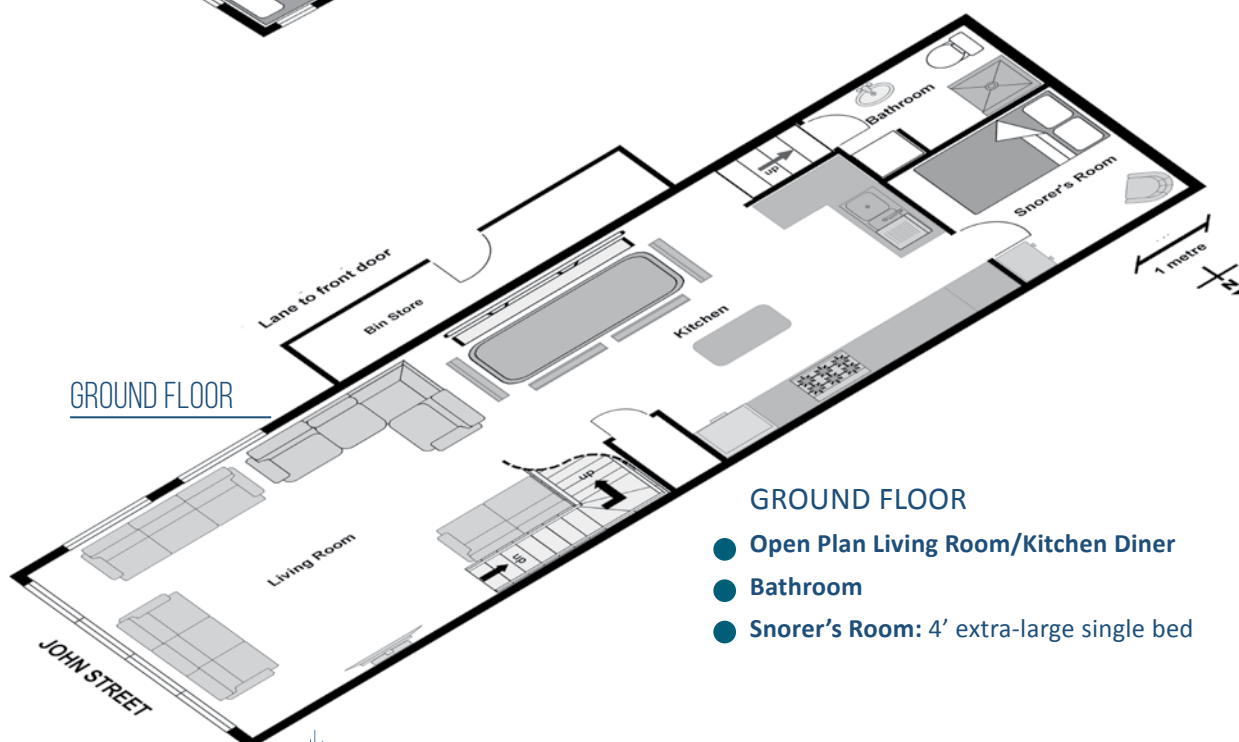 Bathroom
up
Snorer's Room
1 metre
N
Lane to front door
Bin Store
Kitchen
GROUND FLOOR
up
Living Room
up
JOHN STREET
GROUND FLOOR
Open Plan Living Room/Kitchen Diner
Bathroom
Snorer's Room: 4' extra-large single bed